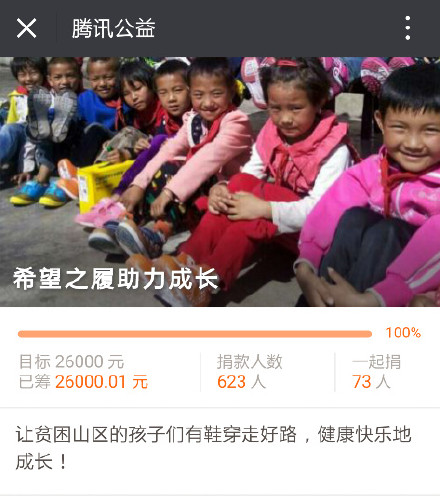 腾讯公益
希望之履助力成长
100%
目标 26000 元
已筹 26000.01 元
捐款人数
623 人
一起捐
73 人
让贫困山区的孩子们有鞋穿走好路，健康快乐地
成长！